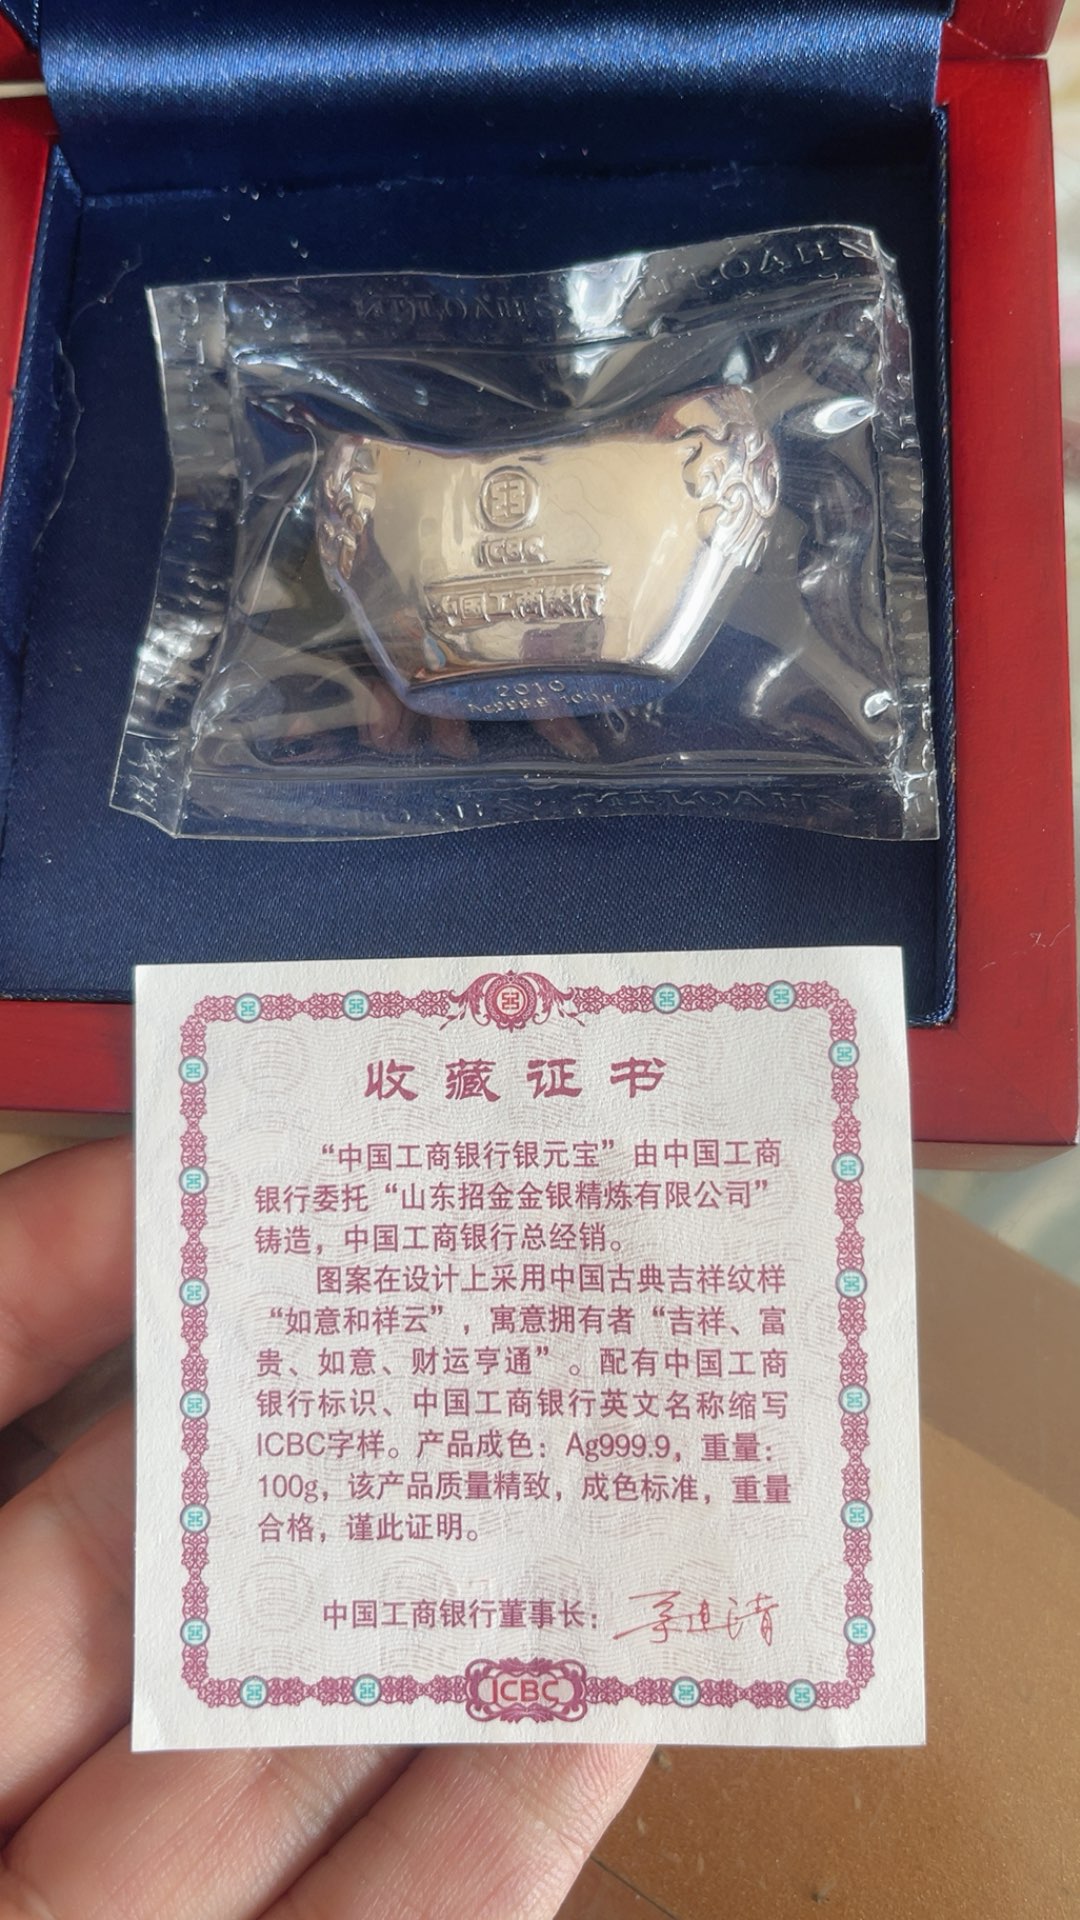 ICBC
中国工商银行
2010
Ag999.9 100g
收藏证书
“中国工商银行银元宝”由中国工商
银行委托“山东招金金银精炼有限公司”
铸造，中国工商银行总经销。
图案在设计上采用中国古典吉祥纹样
“如意和祥云”，寓意拥有者“吉祥、富
贵、如意、财运亨通”。配有中国工商
银行标识、中国工商银行英文名称缩写
ICBC字样。产品成色：Ag999.9，重量：
100g，该产品质量精致，成色标准，重量
合格，谨此证明。
中国工商银行董事长：姜建清
ICBC